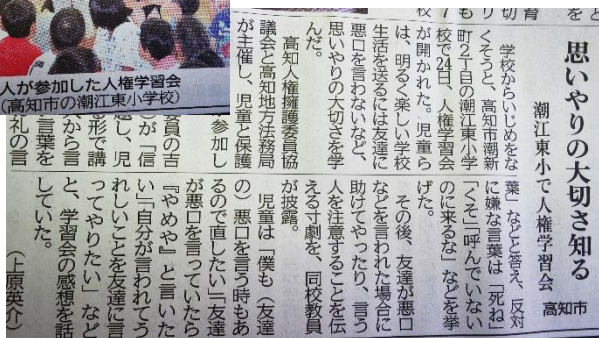 思いやりの大切さ知る
潮江東小で人権学習会
高知市
学校からいじめをな
くそうと、高知市潮新
町2丁目の潮江東小学
校で24日、人権学習会
が開かれた。児童ら
は、明るく楽しい学校
生活を送るには友達に
悪口を言わないなど、
思いやりの大切さを学
んだ。
高知人権擁護委員協
議会と高知地方法務局
が主催し、児童と保護
が参加し
委員の吉
）が「信
る形で講
し、児
から言
言葉を
礼の言
葉」などと答え、反対
に嫌な言葉は「死ね」
「くそ」「呼んでいない
のに来るな」などを挙
げた。
その後、友達が悪口
などを言われた場合に
助けてやったり、言う
人を注意することを伝
える寸劇を、同校教員
が披露。
児童は「僕も（友達
の）悪口を言う時もあ
るので直したい」「友達
が悪口を言っていたら
『やめや』と言いた
い」「自分が言われてう
れしいことを友達に言
ってやりたい」など
と、学習会の感想を話
していた。
（上原英介）
人が参加した人権学習会
（高知市の潮江東小学校）